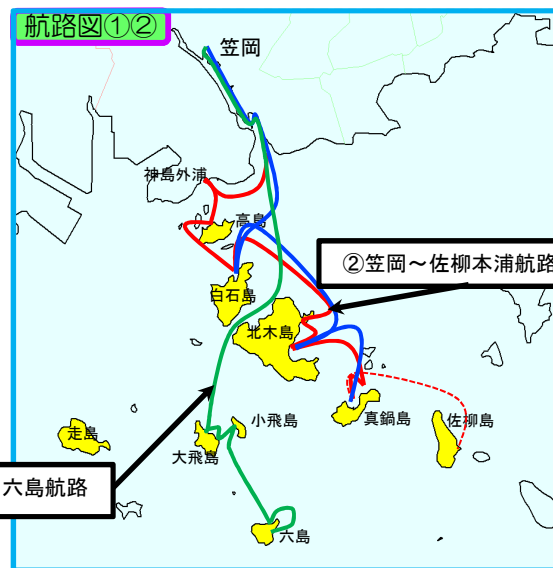 航路図①②
笠岡
神島外浦
高島
②笠岡～佐柳本浦航路
白石島
北木島
真鍋島
佐柳島
小飛島
走島
大飛島
六島航路
六島